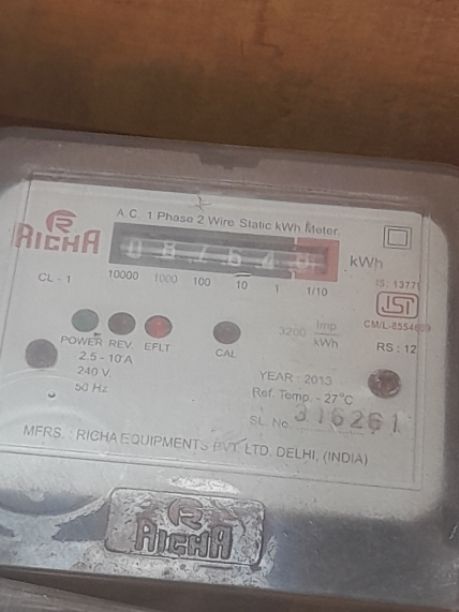 A.C. 1 Phase 2 Wire Static kWh Meter.
RICHA
kWh
CL - 1
10000 1000 100 10 1 1/10
IS: 13779
ISI
CM/L-8554669
RS : 12
POWER REV. EFLT
CAL
3200 Imp/kWh
2.5 - 10 A
240 V.
50 Hz
YEAR : 2013
Ref. Temp. - 27°C
SL. No. 316261
MFRS. : RICHA EQUIPMENTS PVT. LTD. DELHI, (INDIA)
RICHA